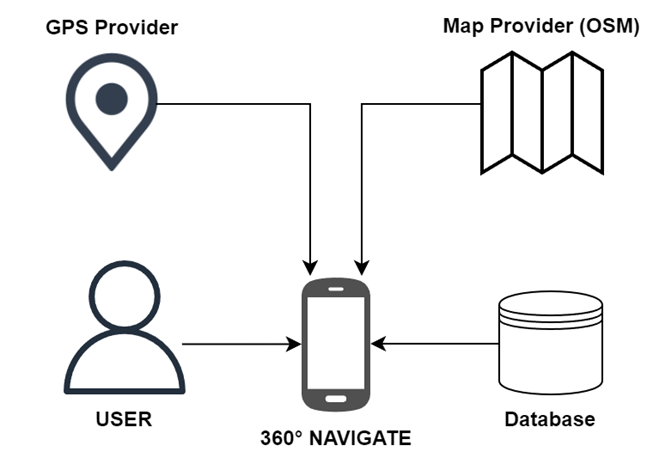 GPS Provider
Map Provider (OSM)
USER
Database
360° NAVIGATE